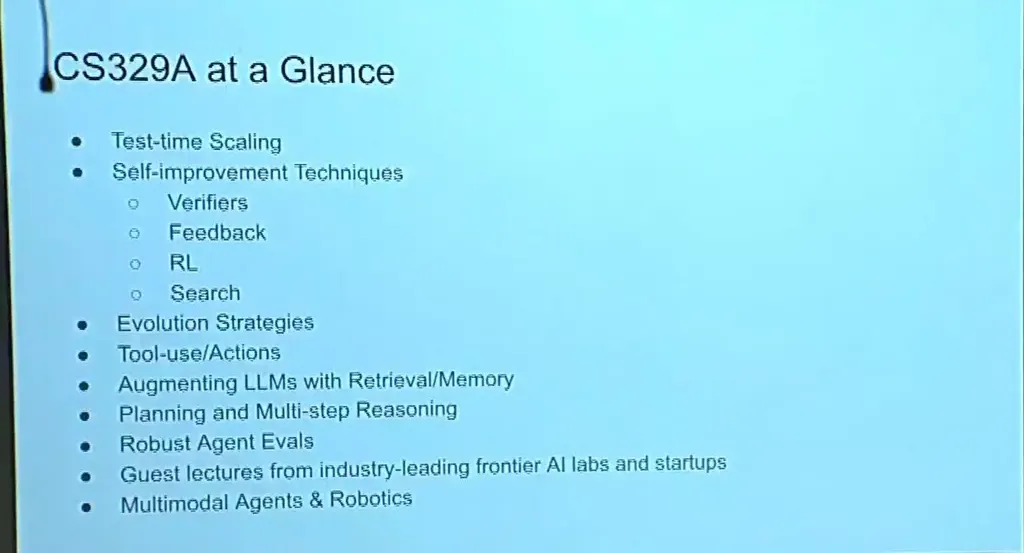 CS329A at a Glance
● Test-time Scaling
● Self-improvement Techniques
○ Verifiers
○ Feedback
○ RL
○ Search
● Evolution Strategies
● Tool-use/Actions
● Augmenting LLMs with Retrieval/Memory
● Planning and Multi-step Reasoning
● Robust Agent Evals
● Guest lectures from industry-leading frontier AI labs and startups
● Multimodal Agents & Robotics